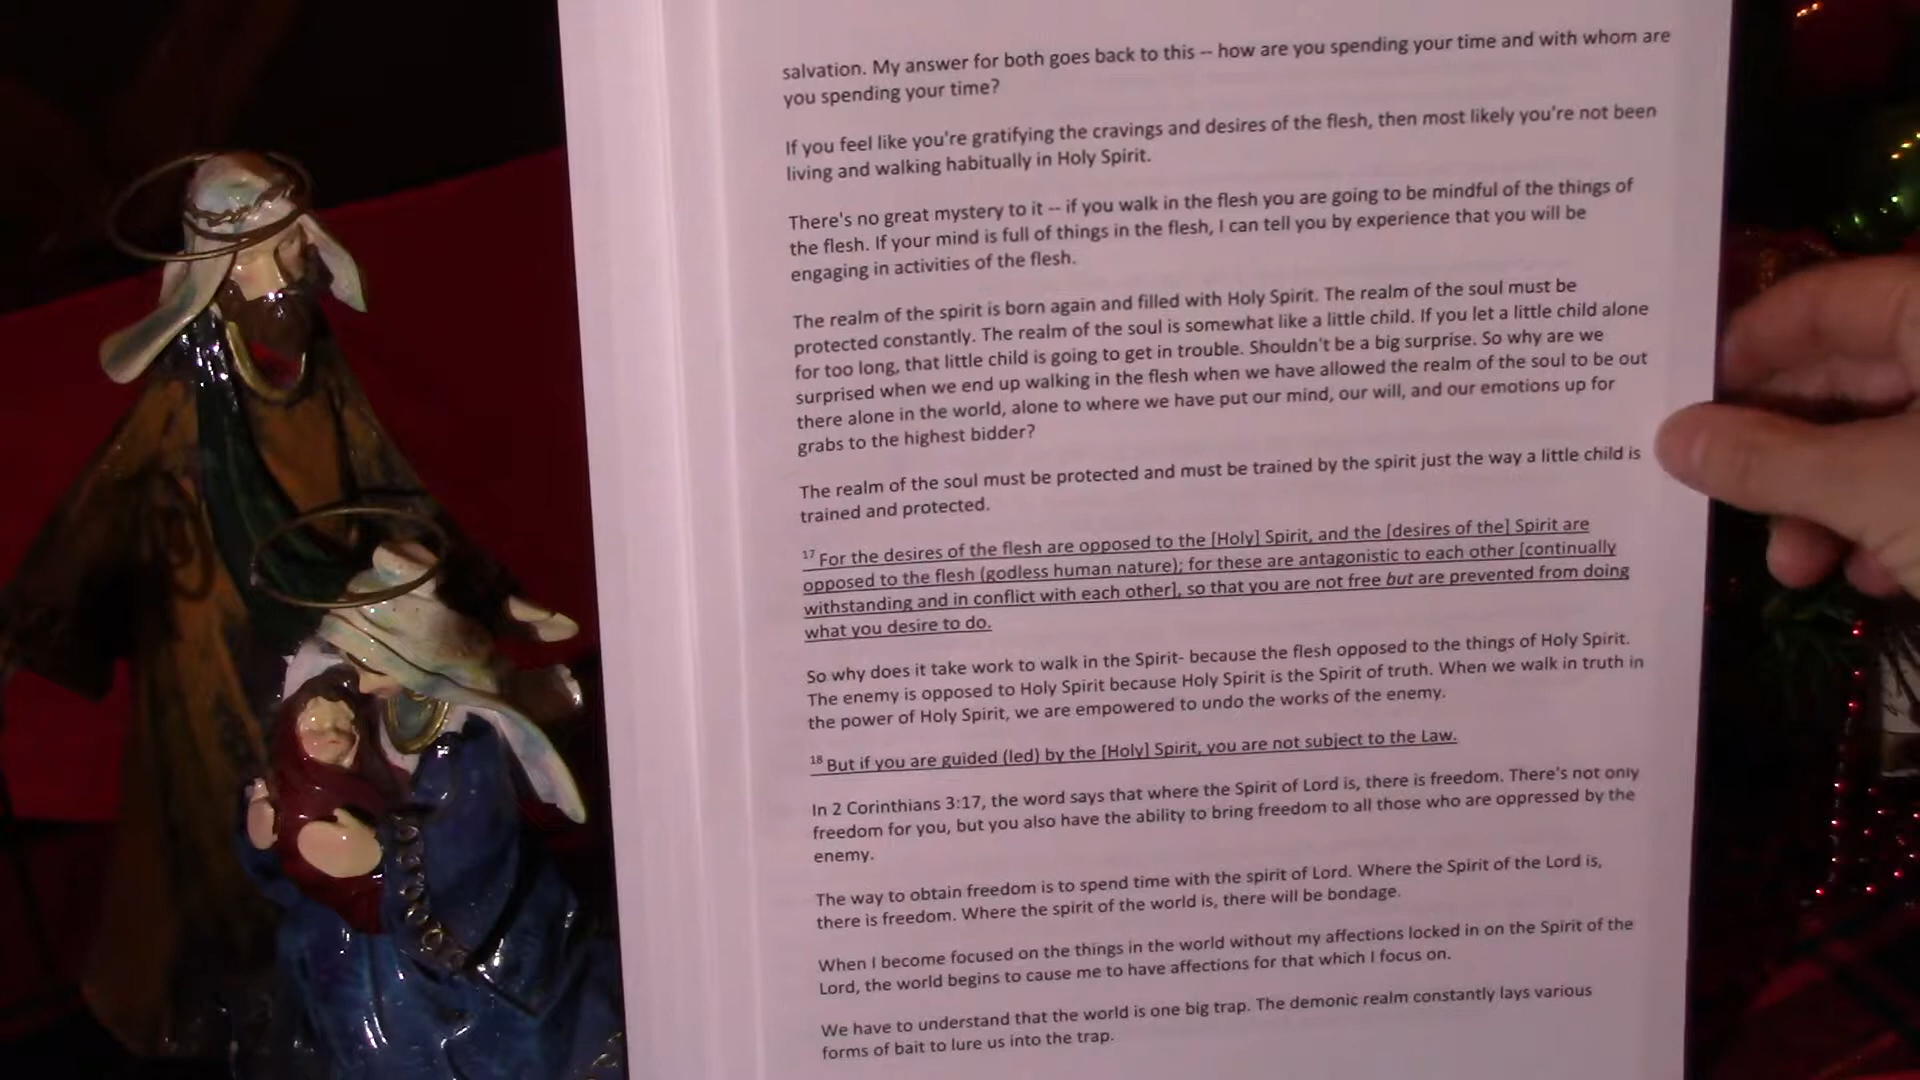 salvation. My answer for both goes back to this -- how are you spending your time and with whom are
you spending your time?
If you feel like you're gratifying the cravings and desires of the flesh, then most likely you're not been
living and walking habitually in Holy Spirit.
There's no great mystery to it -- if you walk in the flesh you are going to be mindful of the things of
the flesh. If your mind is full of things in the flesh, I can tell you by experience that you will be
engaging in activities of the flesh.
The realm of the spirit is born again and filled with Holy Spirit. The realm of the soul must be
protected constantly. The realm of the soul is somewhat like a little child. If you let a little child alone
for too long, that little child is going to get in trouble. Shouldn't be a big surprise. So why are we
surprised when we end up walking in the flesh when we have allowed the realm of the soul to be out
there alone in the world, alone to where we have put our mind, our will, and our emotions up for
grabs to the highest bidder?
The realm of the soul must be protected and must be trained by the spirit just the way a little child is
trained and protected.
17 For the desires of the flesh are opposed to the [Holy] Spirit, and the [desires of the] Spirit are
opposed to the flesh (godless human nature); for these are antagonistic to each other [continually
withstanding and in conflict with each other], so that you are not free but are prevented from doing
what you desire to do.
So why does it take work to walk in the Spirit- because the flesh opposed to the things of Holy Spirit.
The enemy is opposed to Holy Spirit because Holy Spirit is the Spirit of truth. When we walk in truth in
the power of Holy Spirit, we are empowered to undo the works of the enemy.
18 But if you are guided (led) by the [Holy] Spirit, you are not subject to the Law.
In 2 Corinthians 3:17, the word says that where the Spirit of Lord is, there is freedom. There's not only
freedom for you, but you also have the ability to bring freedom to all those who are oppressed by the
enemy.
The way to obtain freedom is to spend time with the spirit of Lord. Where the Spirit of the Lord is,
there is freedom. Where the spirit of the world is, there will be bondage.
When I become focused on the things in the world without my affections locked in on the Spirit of the
Lord, the world begins to cause me to have affections for that which I focus on.
We have to understand that the world is one big trap. The demonic realm constantly lays various
forms of bait to lure us into the trap.